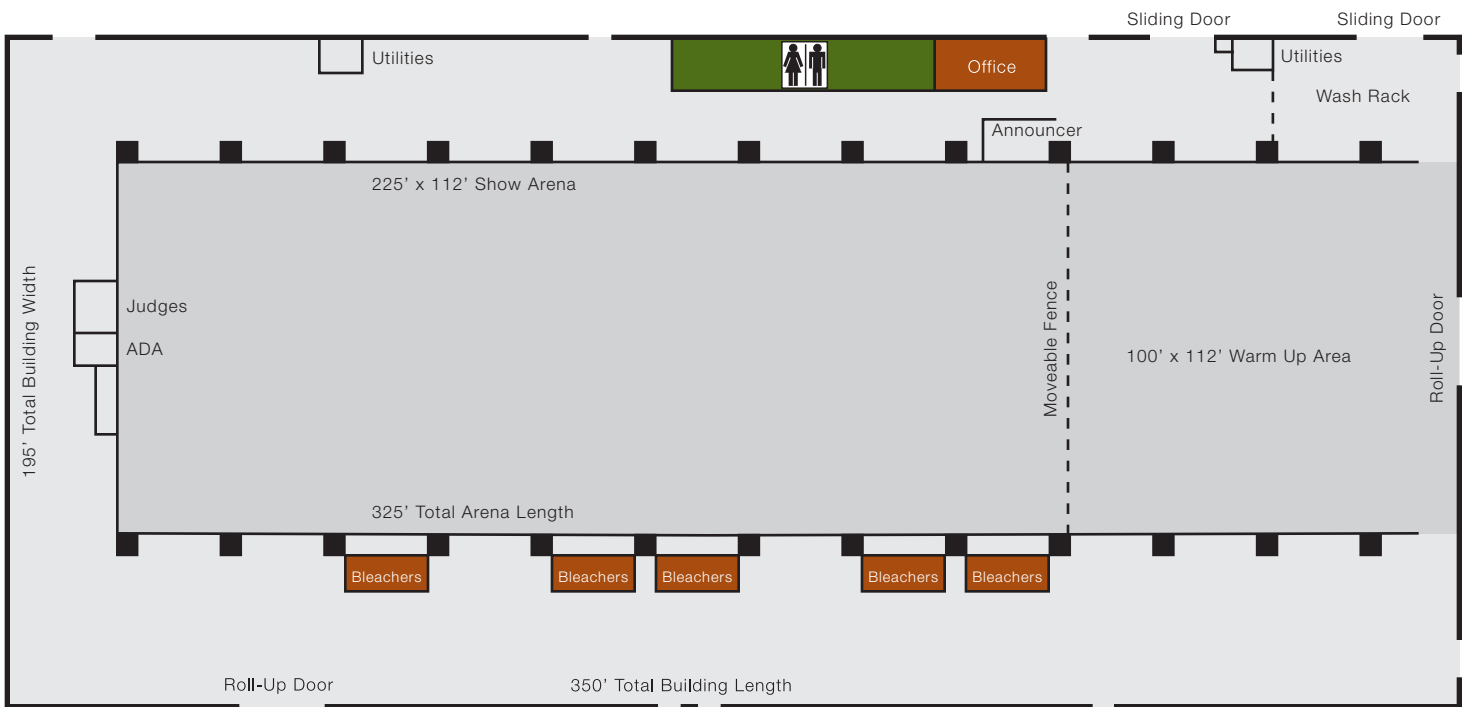 Sliding Door
Sliding Door
Utilities
Office
Utilities
Wash Rack
Announcer
225’ x 112’ Show Arena
195’ Total Building Width
Judges
ADA
Moveable Fence
100’ x 112’ Warm Up Area
Roll-Up Door
325’ Total Arena Length
Bleachers
Bleachers
Bleachers
Bleachers
Bleachers
Roll-Up Door
350’ Total Building Length